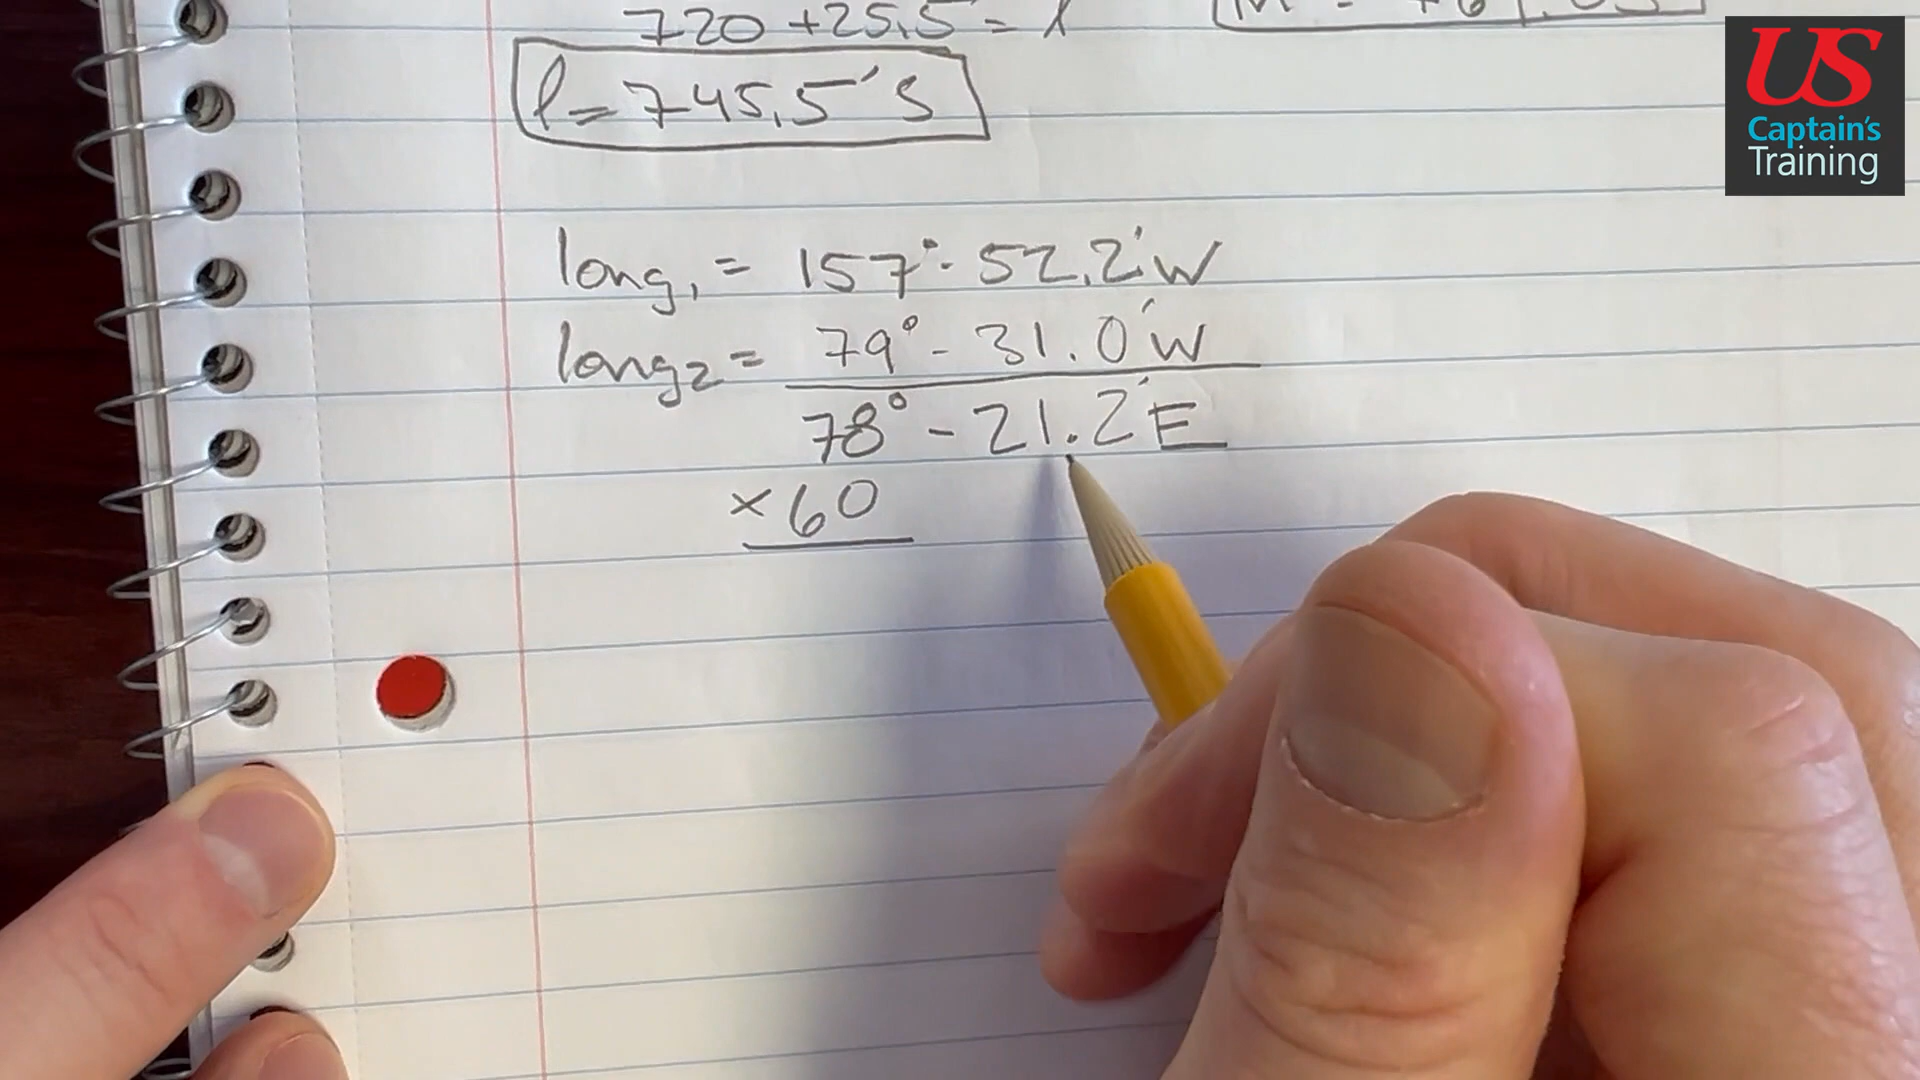 720 + 25.5 = l
l = 745.5' S
long₁ = 157° - 52.2' W
long₂ = 79° - 31.0' W
78° - 21.2' E
× 60
US
Captain's
Training